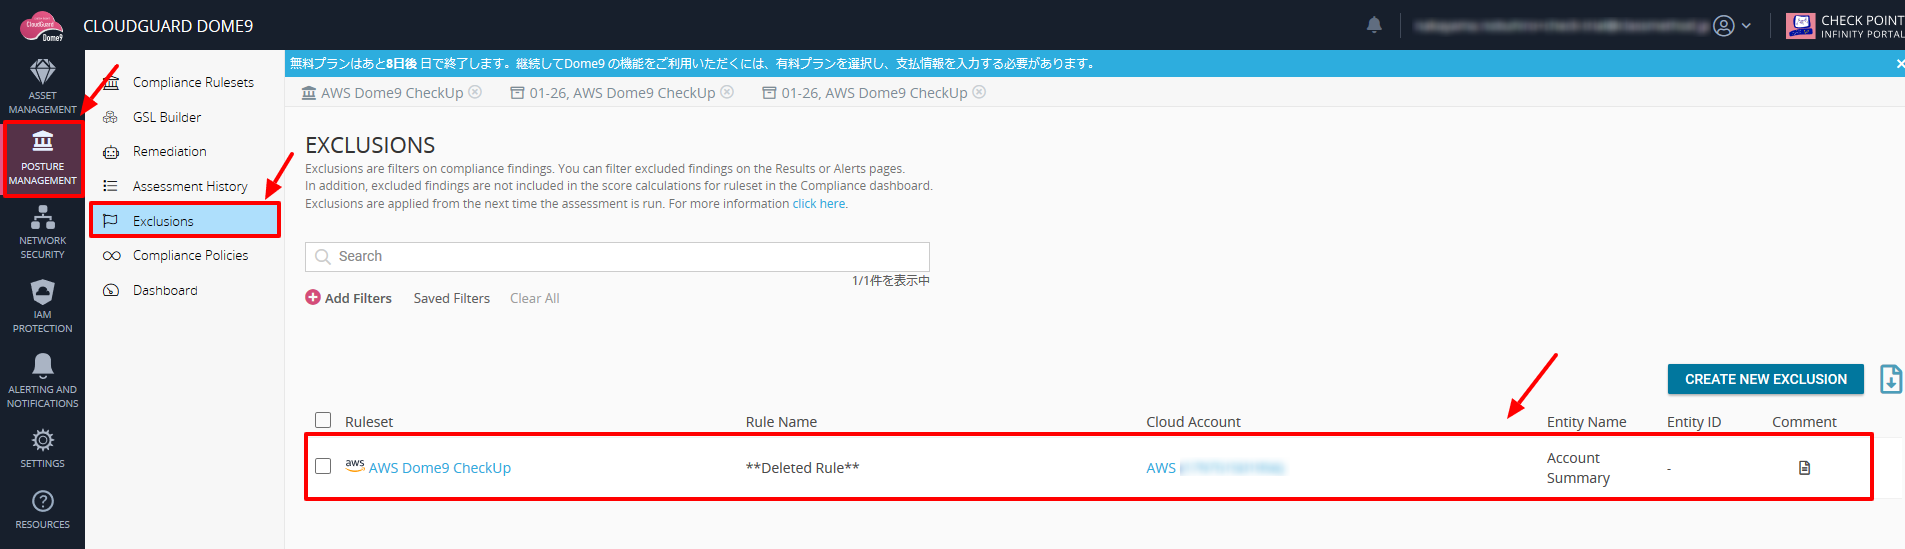 CloudGuard
Dome9
CLOUDGUARD DOME9
CHECK POINT
INFINITY PORTAL
ASSET
MANAGEMENT
POSTURE
MANAGEMENT
NETWORK
SECURITY
IAM
PROTECTION
ALERTING AND
NOTIFICATIONS
SETTINGS
RESOURCES
Compliance Rulesets
GSL Builder
Remediation
Assessment History
Exclusions
Compliance Policies
Dashboard
無料プランはあと8日後 日で終了します。継続してDome9 の機能をご利用いただくには、有料プランを選択し、支払情報を入力する必要があります。
AWS Dome9 CheckUp 01-26, AWS Dome9 CheckUp 01-26, AWS Dome9 CheckUp
EXCLUSIONS
Exclusions are filters on compliance findings. You can filter excluded findings on the Results or Alerts pages.
In addition, excluded findings are not included in the score calculations for ruleset in the Compliance dashboard.
Exclusions are applied from the next time the assessment is run. For more information click here.
Search
1/1件を表示中
Add Filters Saved Filters Clear All
CREATE NEW EXCLUSION
Ruleset Rule Name Cloud Account Entity Name Entity ID Comment
aws AWS Dome9 CheckUp **Deleted Rule** AWS Account Summary -